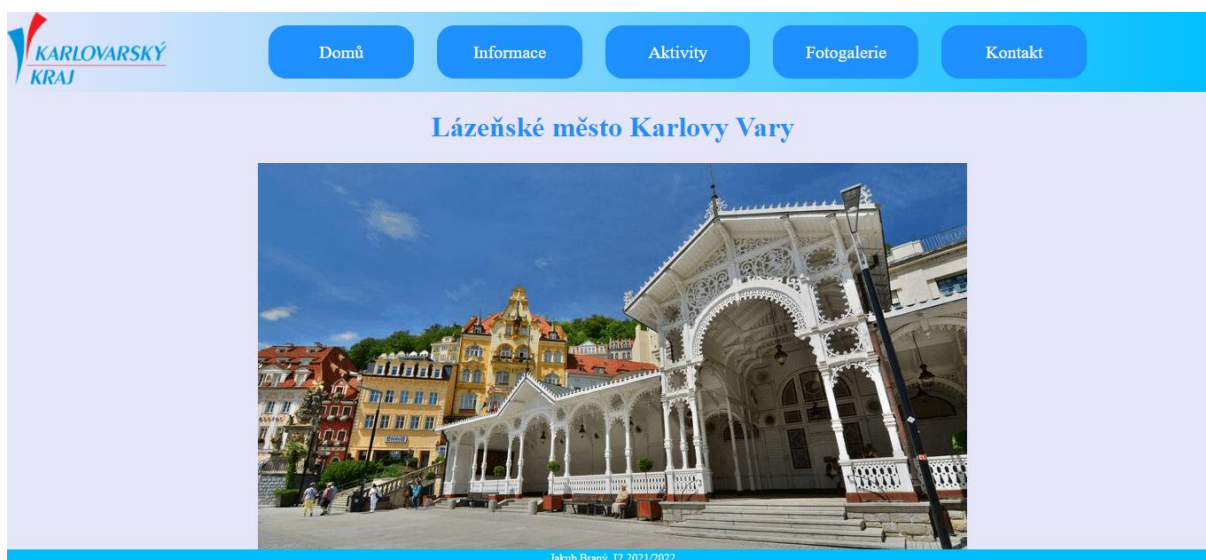 KARLOVARSKÝ
KRAJ
Domů
Informace
Aktivity
Fotogalerie
Kontakt
Lázeňské město Karlovy Vary
Jakub Braný, I2 2021/2022